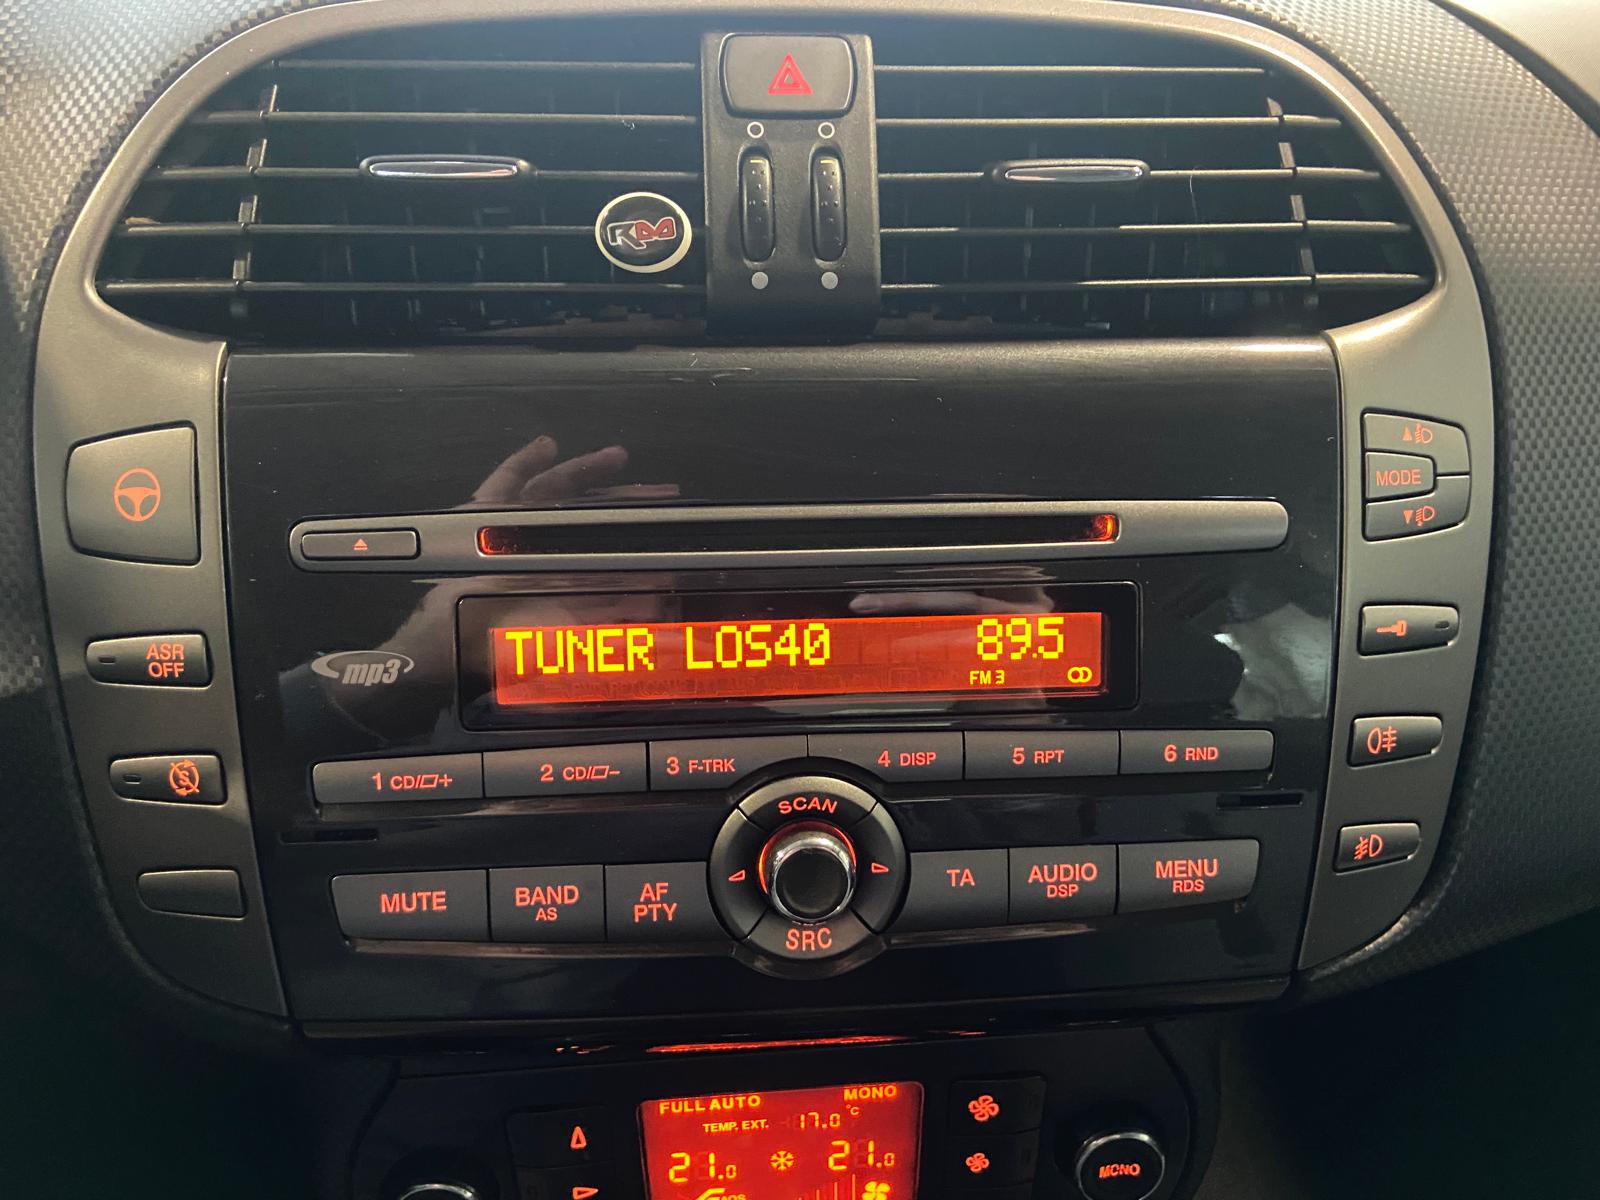 RM
ASR
OFF
MODE
mp3
TUNER LOS40 89.5
FM 3
1 CD/▱+
2 CD/▱−
3 F-TRK
4 DISP
5 RPT
6 RND
SCAN
MUTE
BAND
AS
AF
PTY
SRC
TA
AUDIO
DSP
MENU
RDS
FULL AUTO MONO
TEMP. EXT. 17.0 °C
21.0 21.0
AQS
MONO